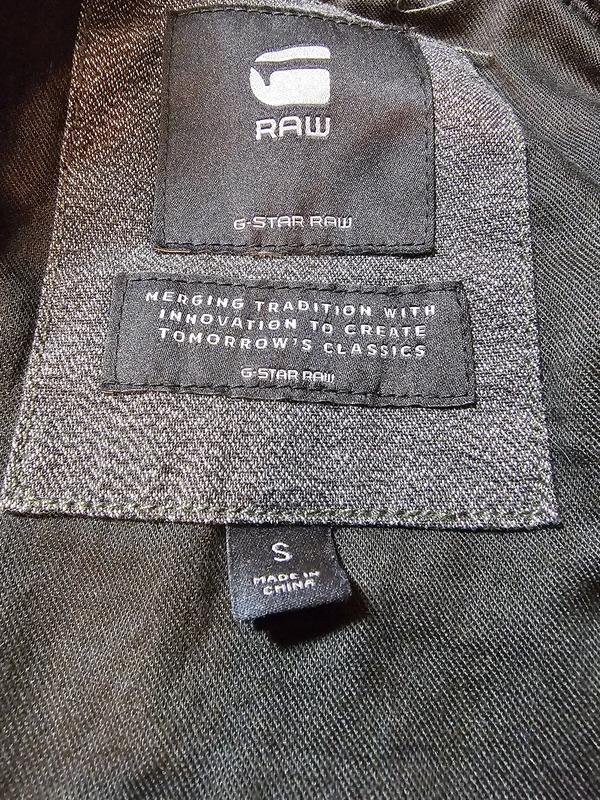 RAW
G-STAR RAW
MERGING TRADITION WITH
INNOVATION TO CREATE
TOMORROW'S CLASSICS
G-STAR RAW
S
MADE IN
CHINA